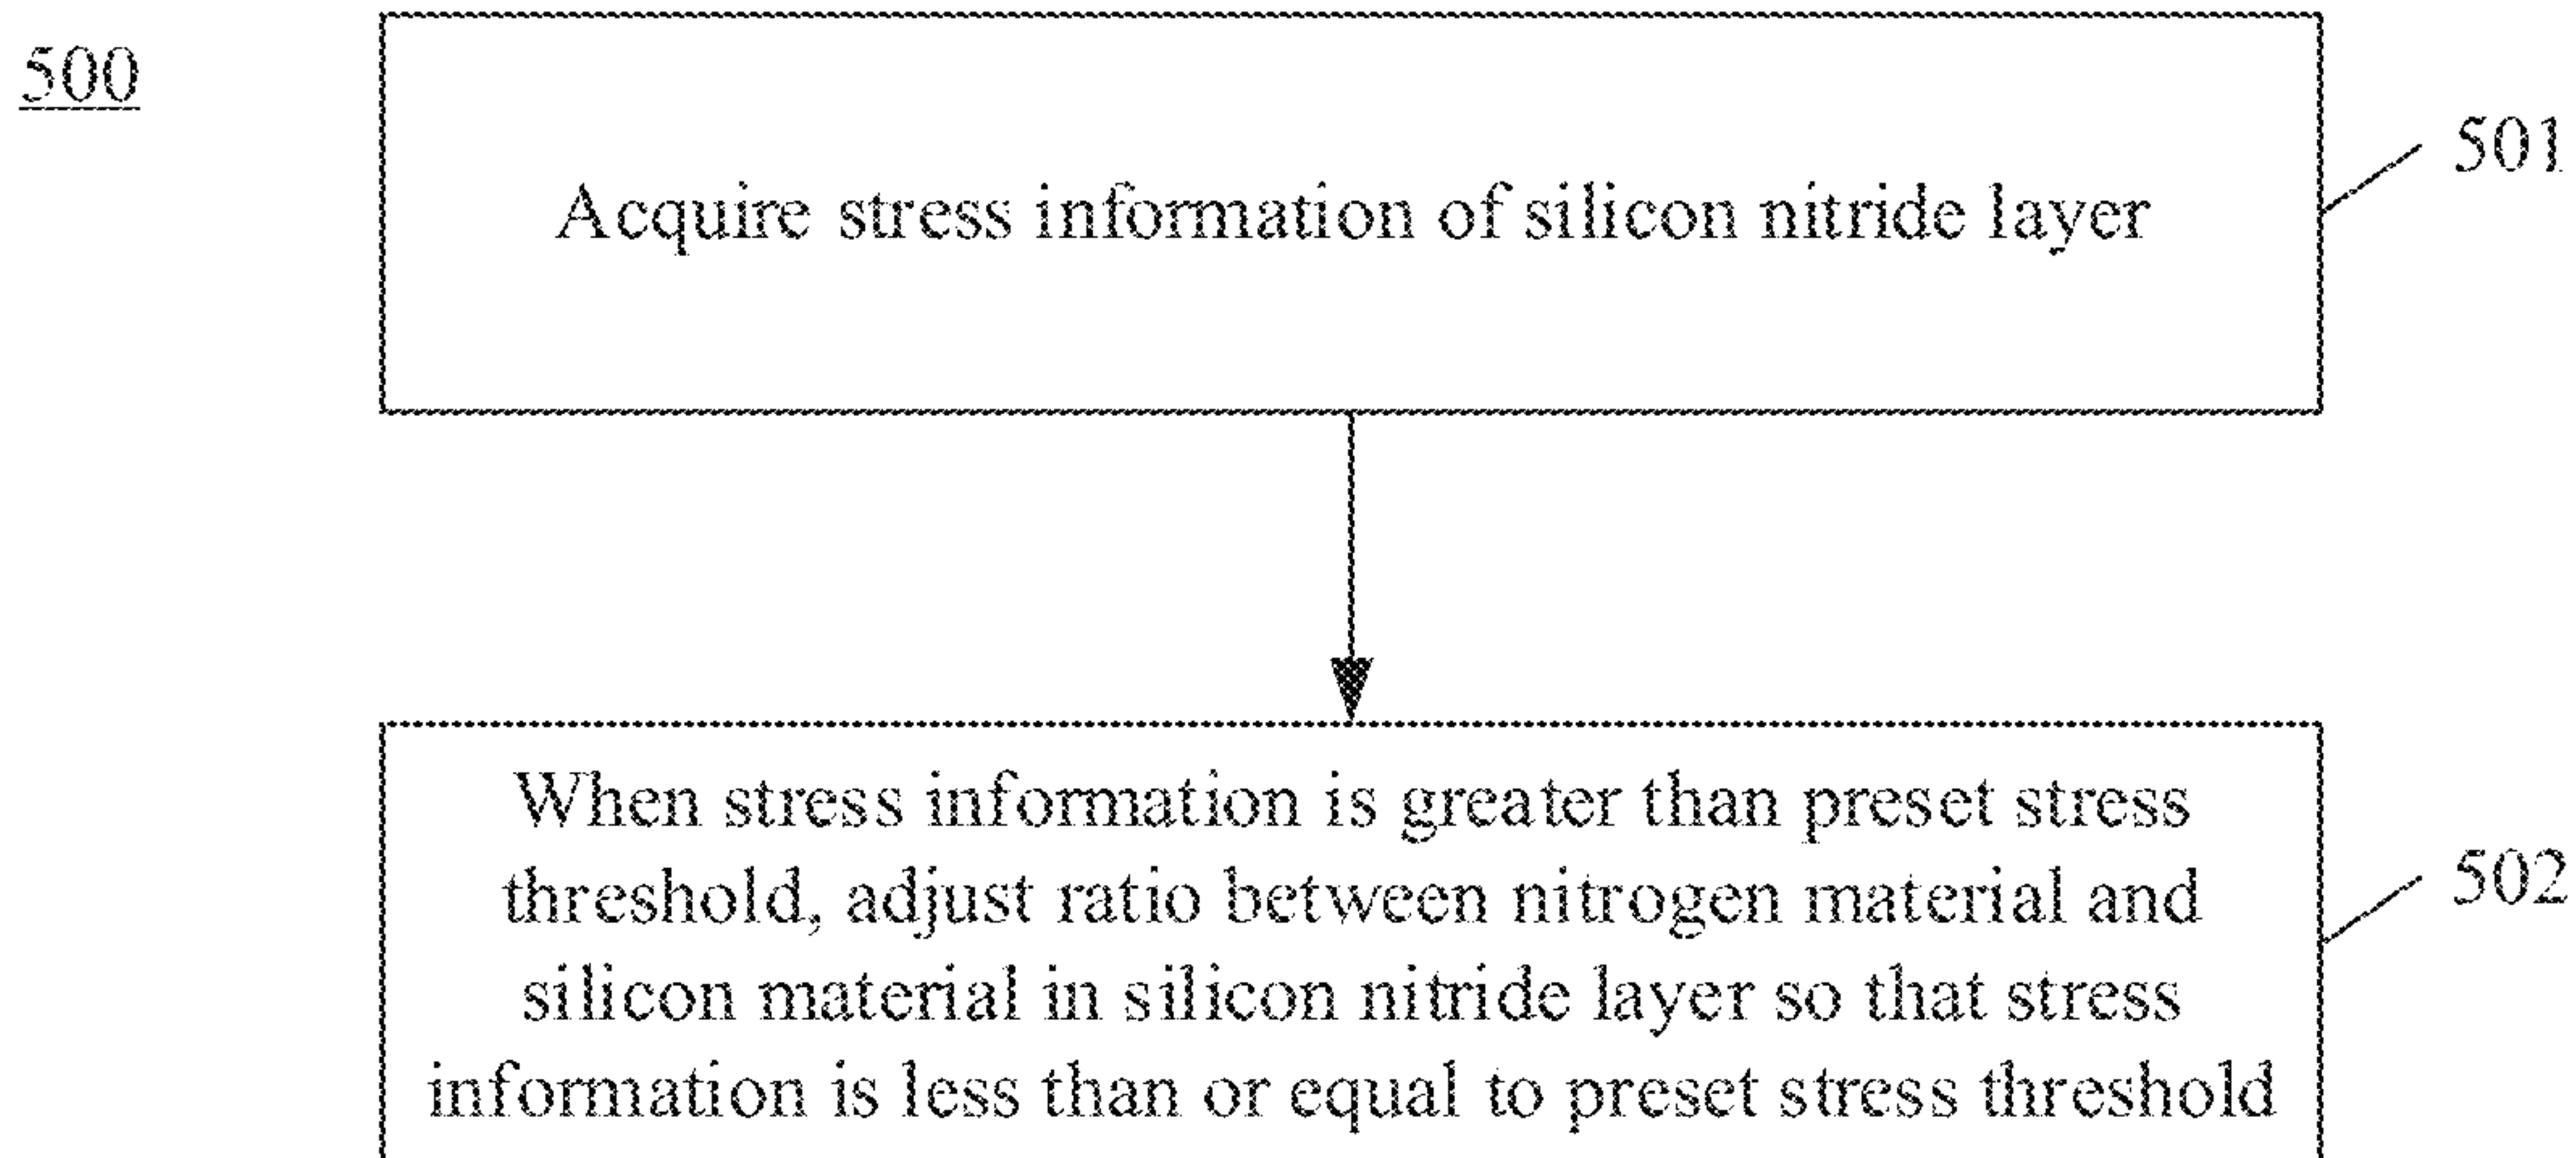 500
Acquire stress information of silicon nitride layer
501
When stress information is greater than preset stress
threshold, adjust ratio between nitrogen material and
silicon material in silicon nitride layer so that stress
information is less than or equal to preset stress threshold
502